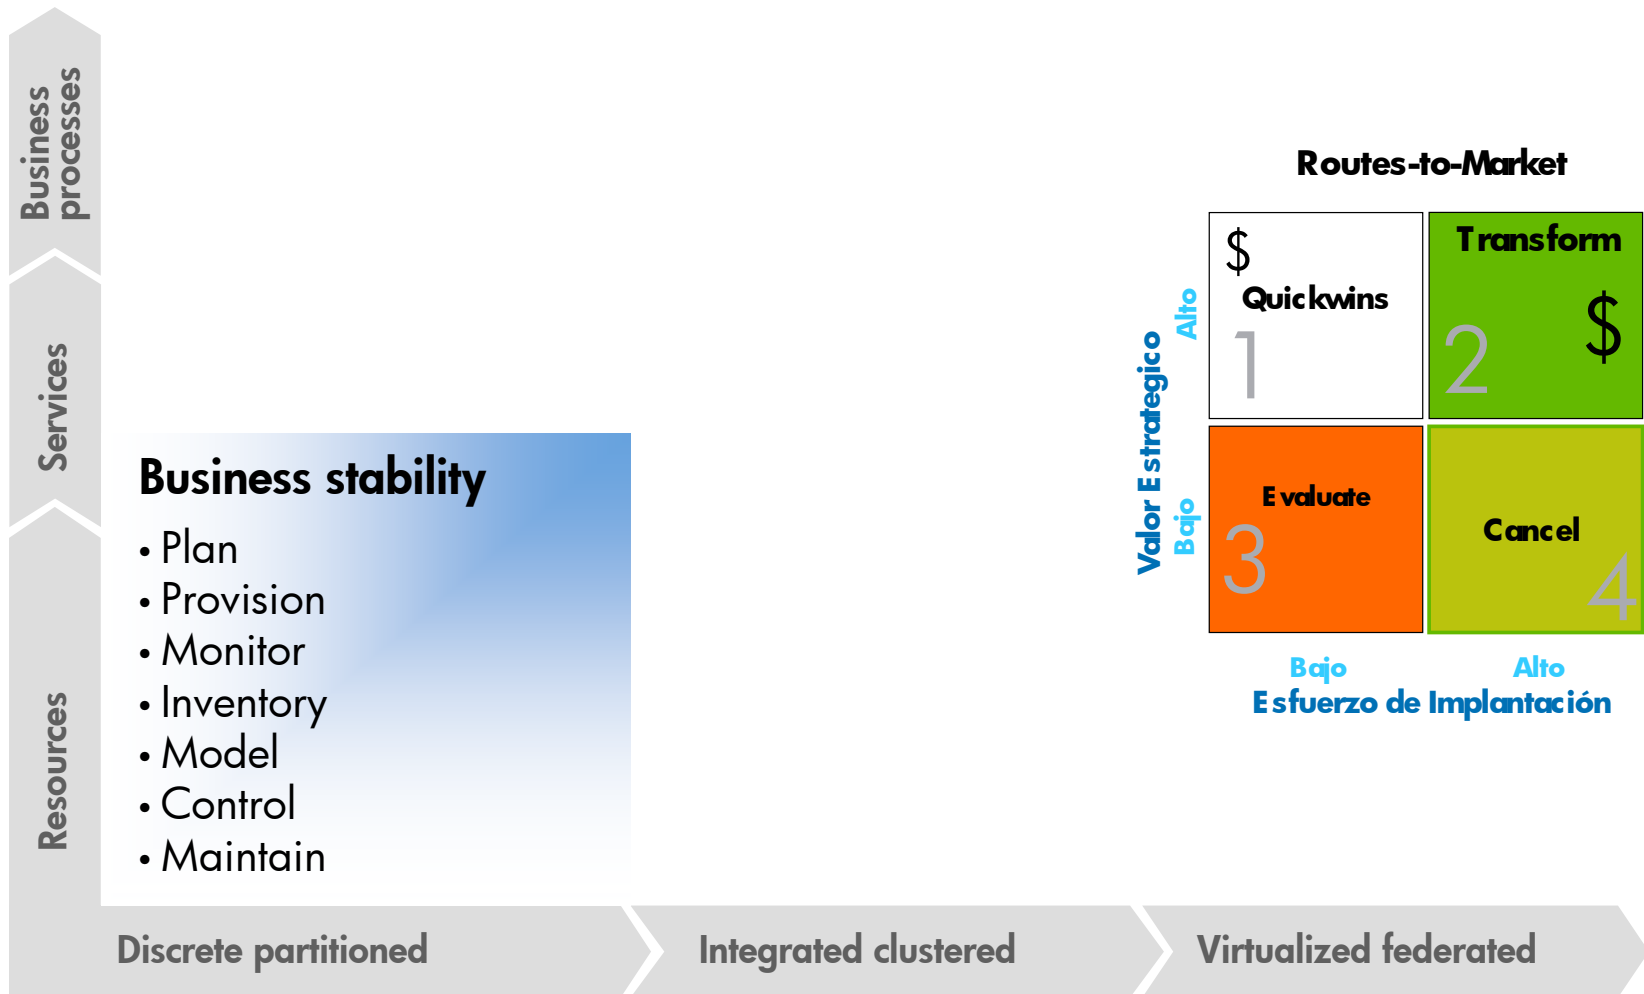 Business
processes
Services
Resources
Business stability
• Plan
• Provision
• Monitor
• Inventory
• Model
• Control
• Maintain
Routes-to-Market
Valor Estrategico
Alto
Bajo
$
Quickwins
1
Transform
2
$
Evaluate
3
Cancel
4
Bajo
Alto
Esfuerzo de Implantación
Discrete partitioned
Integrated clustered
Virtualized federated